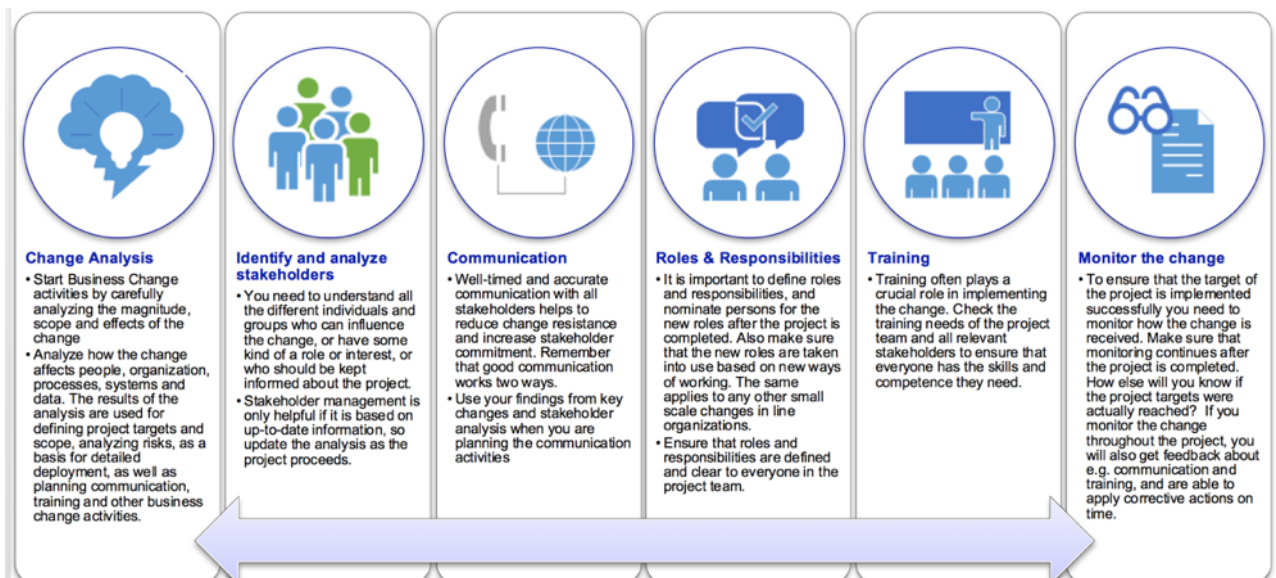 Change Analysis
• Start Business Change
activities by carefully
analyzing the magnitude,
scope and effects of the
change
• Analyze how the change
affects people, organization,
processes, systems and
data. The results of the
analysis are used for
defining project targets and
scope, analyzing risks, as a
basis for detailed
deployment, as well as
planning communication,
training and other business
change activities.
Identify and analyze
stakeholders
• You need to understand all
the different individuals and
groups who can influence
the change, or have some
kind of a role or interest, or
who should be kept
informed about the project.
• Stakeholder management is
only helpful if it is based on
up-to-date information, so
update the analysis as the
project proceeds.
Communication
• Well-timed and accurate
communication with all
stakeholders helps to
reduce change resistance
and increase stakeholder
commitment. Remember
that good communication
works two ways.
• Use your findings from key
changes and stakeholder
analysis when you are
planning the communication
activities
Roles & Responsibilities
• It is important to define roles
and responsibilities, and
nominate persons for the
new roles after the project is
completed. Also make sure
that the new roles are taken
into use based on new ways
of working. The same
applies to any other small
scale changes in line
organizations.
• Ensure that roles and
responsibilities are defined
and clear to everyone in the
project team.
Training
• Training often plays a
crucial role in implementing
the change. Check the
training needs of the project
team and all relevant
stakeholders to ensure that
everyone has the skills and
competence they need.
Monitor the change
• To ensure that the target of
the project is implemented
successfully you need to
monitor how the change is
received. Make sure that
monitoring continues after
the project is completed.
How else will you know if
the project targets were
actually reached? If you
monitor the change
throughout the project, you
will also get feedback about
e.g. communication and
training, and are able to
apply corrective actions on
time.